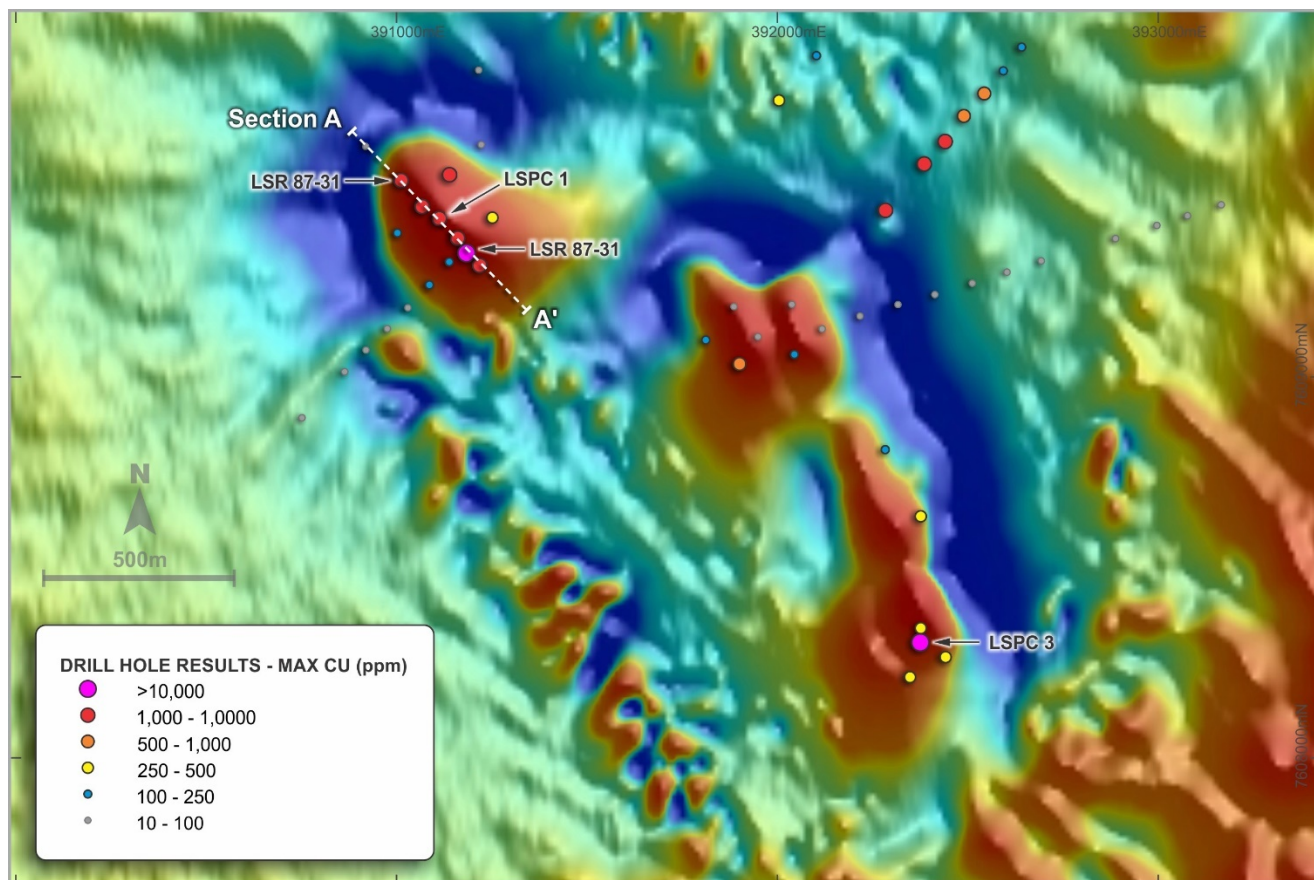 391000mE
392000mE
393000mE
Section A
LSR 87-31
LSPC 1
LSR 87-31
A'
N
500m
LSPC 3
DRILL HOLE RESULTS - MAX CU (ppm)
>10,000
1,000 - 1,0000
500 - 1,000
250 - 500
100 - 250
10 - 100